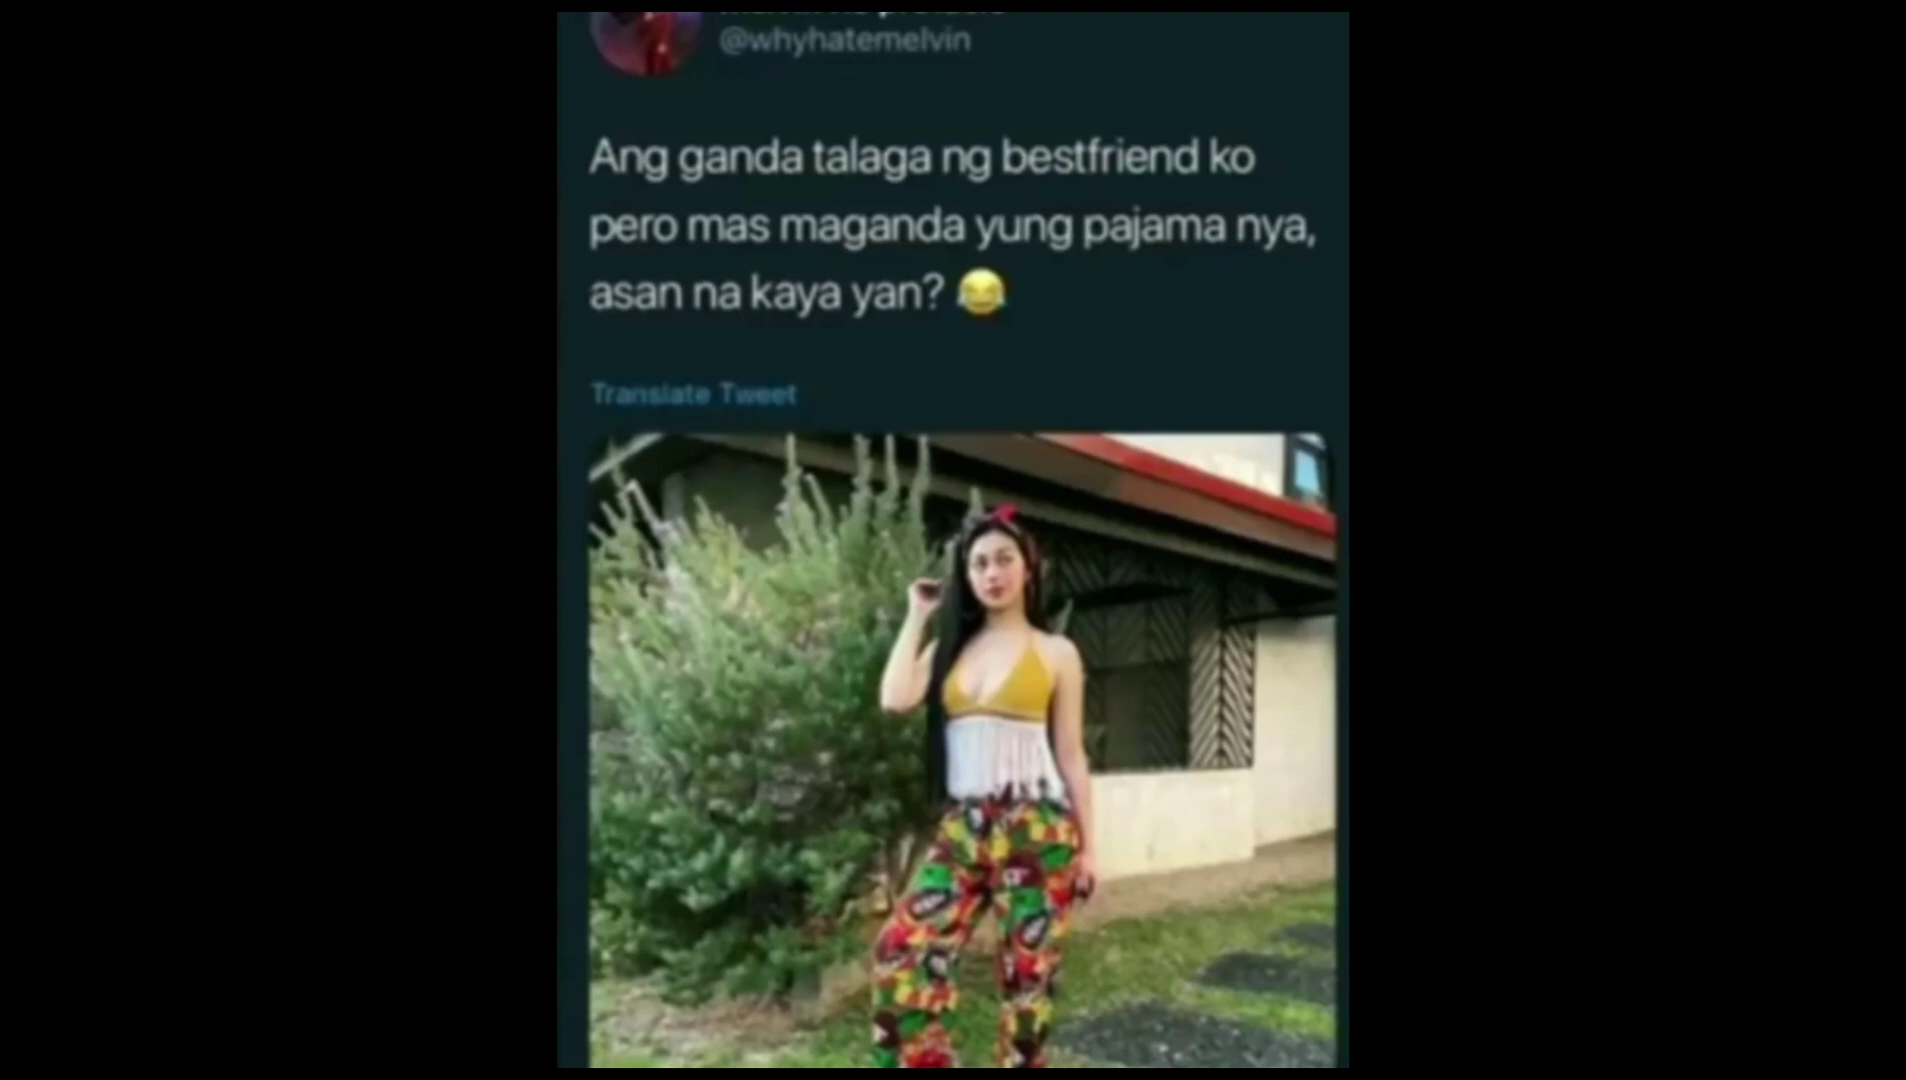 @whyhatemelvin
Ang ganda talaga ng bestfriend ko
pero mas maganda yung pajama nya,
asan na kaya yan? 😂
Translate Tweet